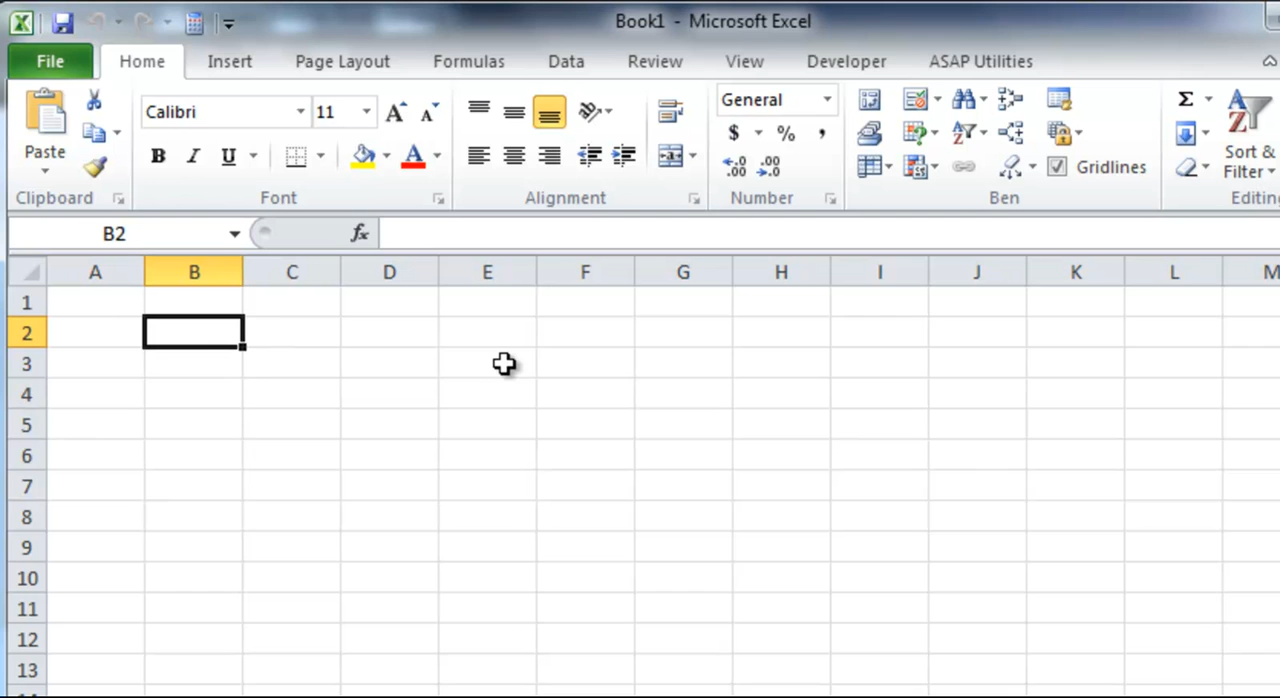 Book1 - Microsoft Excel
File Home Insert Page Layout Formulas Data Review View Developer ASAP Utilities
Calibri 11 General
Paste B I U A $ % , Gridlines Sort & Filter
Clipboard Font Alignment Number Ben
B2 fx
A B C D E F G H I J K L M
1
2
3
4
5
6
7
8
9
10
11
12
13